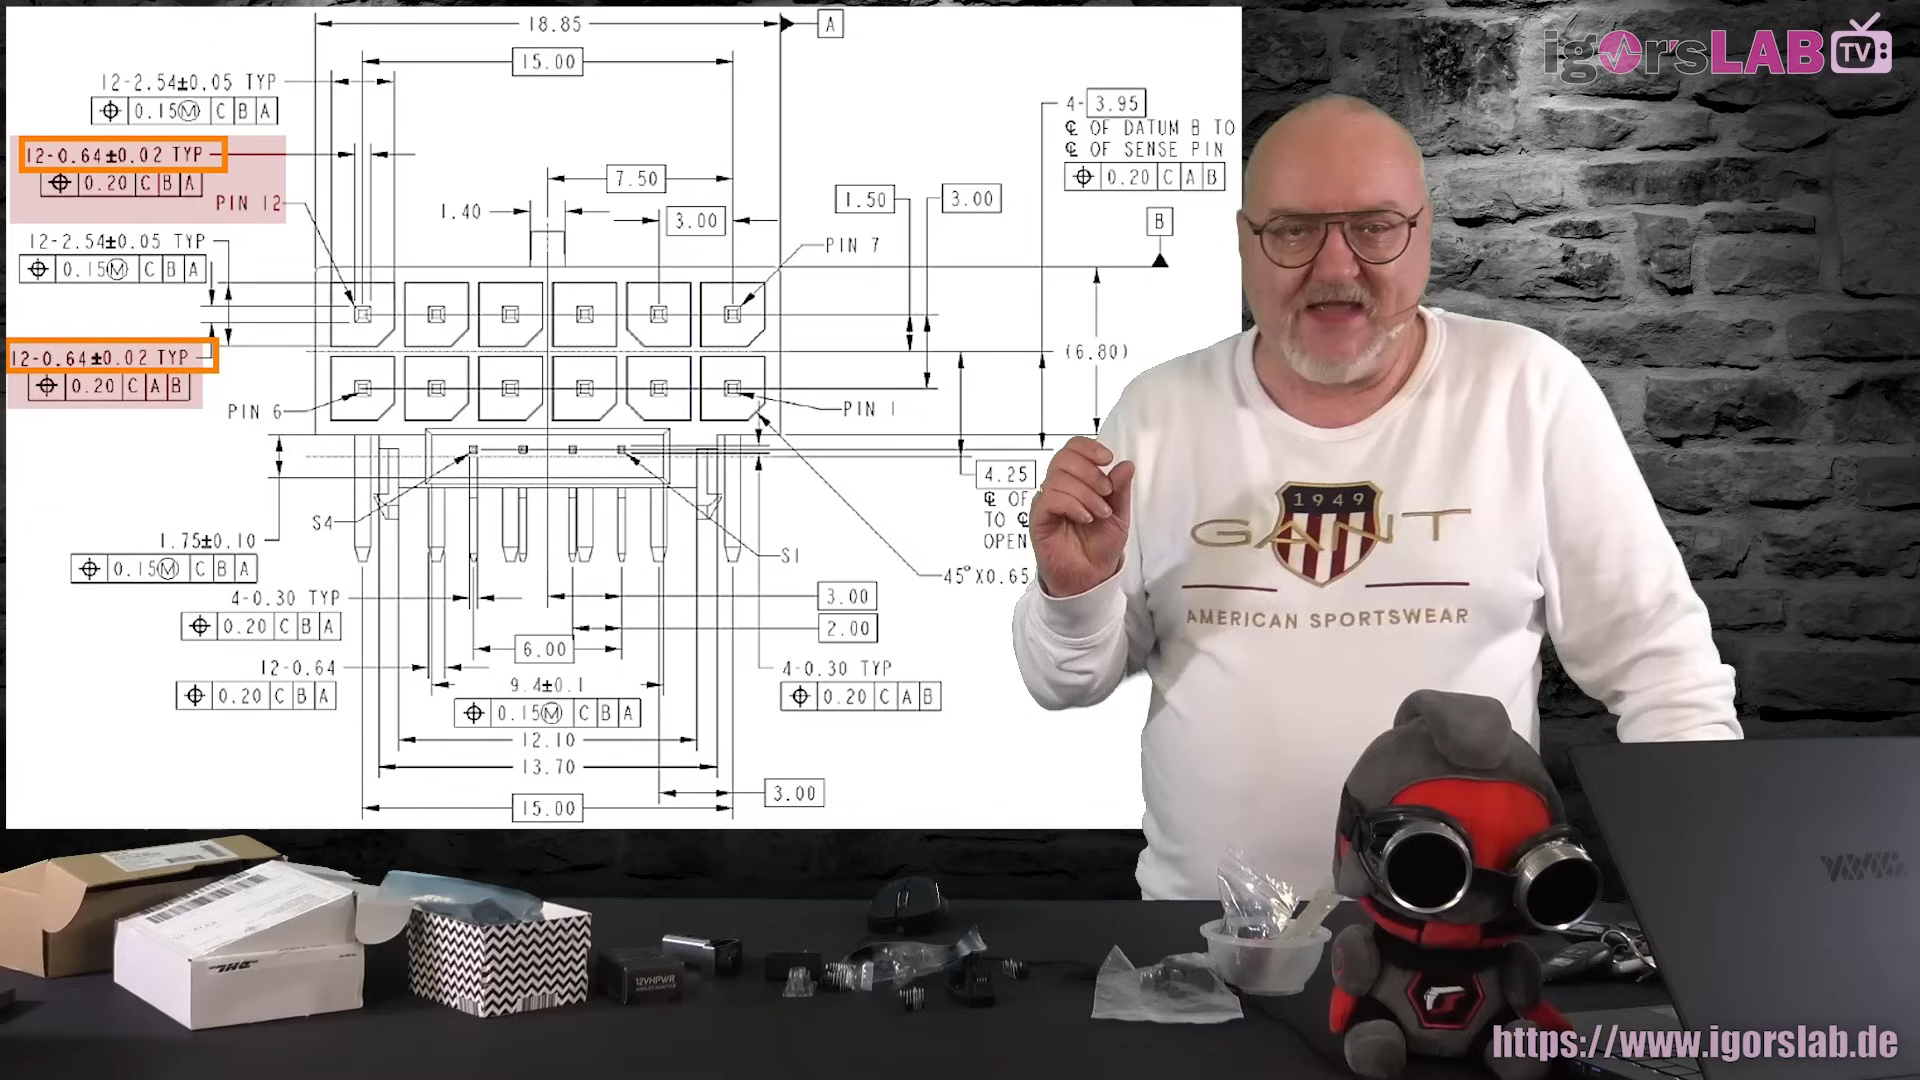 18.85
A
15.00
12-2.54±0.05 TYP
⌖ 0.15Ⓜ C B A
12-0.64±0.02 TYP
⌖ 0.20 C B A
PIN 12
12-2.54±0.05 TYP
⌖ 0.15Ⓜ C B A
12-0.64±0.02 TYP
⌖ 0.20 C A B
PIN 6
7.50
1.40
3.00
1.50
3.00
PIN 7
4-3.95
℄ OF DATUM B TO
℄ OF SENSE PIN
⌖ 0.20 C A B
B
(6.80)
PIN 1
4.25
℄ OF
TO ℄
OPEN
45°X0.65
S4
S1
1.75±0.10
⌖ 0.15Ⓜ C B A
4-0.30 TYP
⌖ 0.20 C B A
12-0.64
⌖ 0.20 C B A
3.00
2.00
6.00
9.4±0.1
⌖ 0.15Ⓜ C B A
4-0.30 TYP
⌖ 0.20 C A B
12.10
13.70
3.00
15.00
igor'sLAB TV
1949
GANT
AMERICAN SPORTSWEAR
DHL
12VHPWR
https://www.igorslab.de